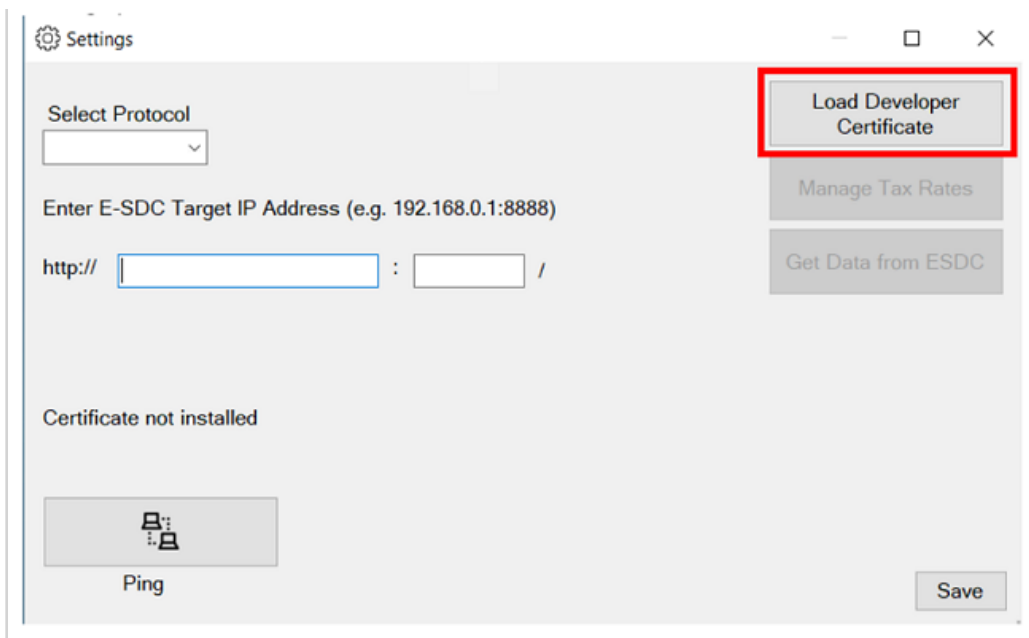 Settings
Select Protocol
Load Developer
Certificate
Manage Tax Rates
Enter E-SDC Target IP Address (e.g. 192.168.0.1:8888)
http:// : /
Get Data from ESDC
Certificate not installed
Ping
Save